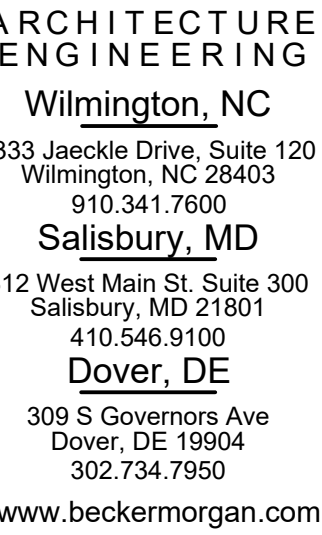 ARCHITECTURE
ENGINEERING
Wilmington, NC
333 Jaeckle Drive, Suite 120
Wilmington, NC 28403
910.341.7600
Salisbury, MD
312 West Main St. Suite 300
Salisbury, MD 21801
410.546.9100
Dover, DE
309 S Governors Ave
Dover, DE 19904
302.734.7950
www.beckermorgan.com